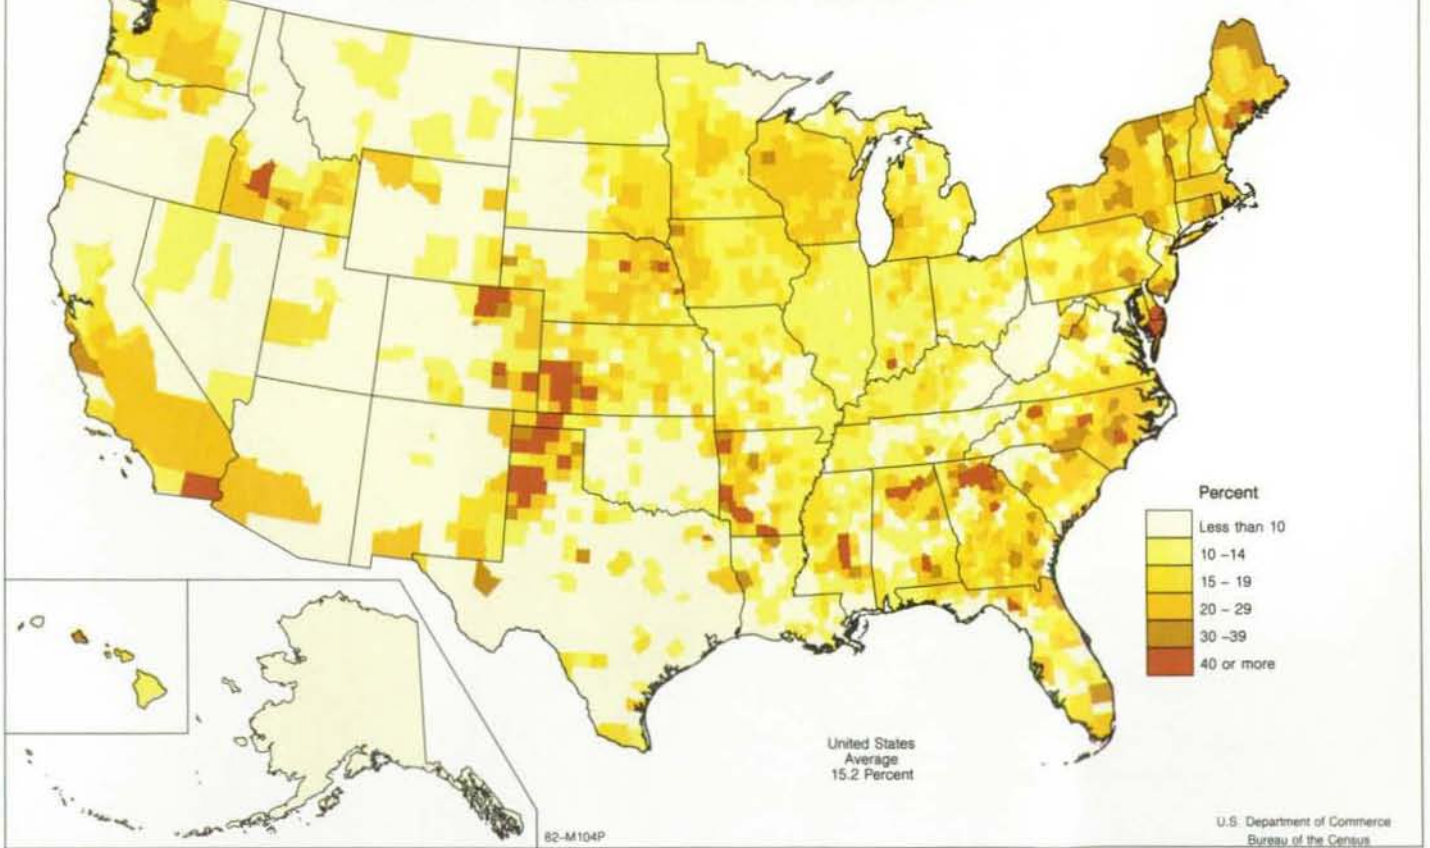 Percent
Less than 10
10 –14
15 – 19
20 – 29
30 –39
40 or more
United States
Average
15.2 Percent
82–M104P
U.S. Department of Commerce
Bureau of the Census